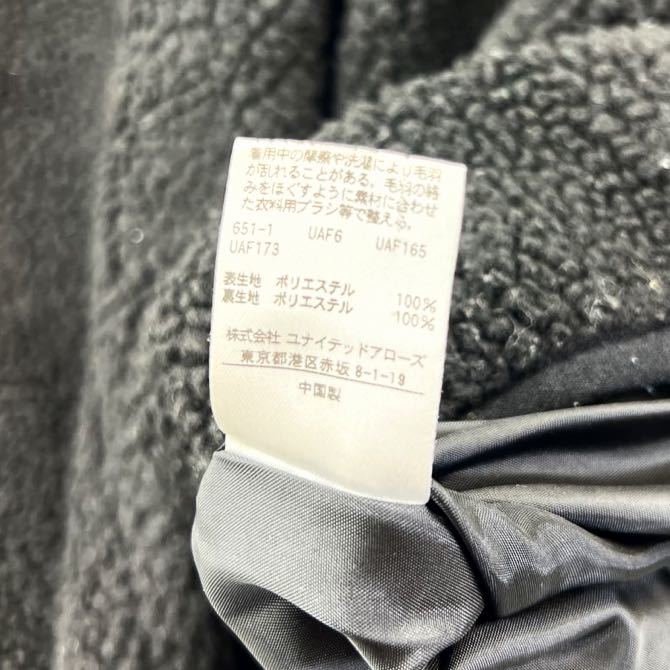 着用中の摩擦や洗濯により毛羽
が乱れることがある。毛羽の絡
みをほぐすように素材に合わせ
た衣料用ブラシ等で整える。
651-1 UAF6 UAF165
UAF173
表生地 ポリエステル 100%
裏生地 ポリエステル 100%
株式会社 ユナイテッドアローズ
東京都港区赤坂 8-1-19
中国製